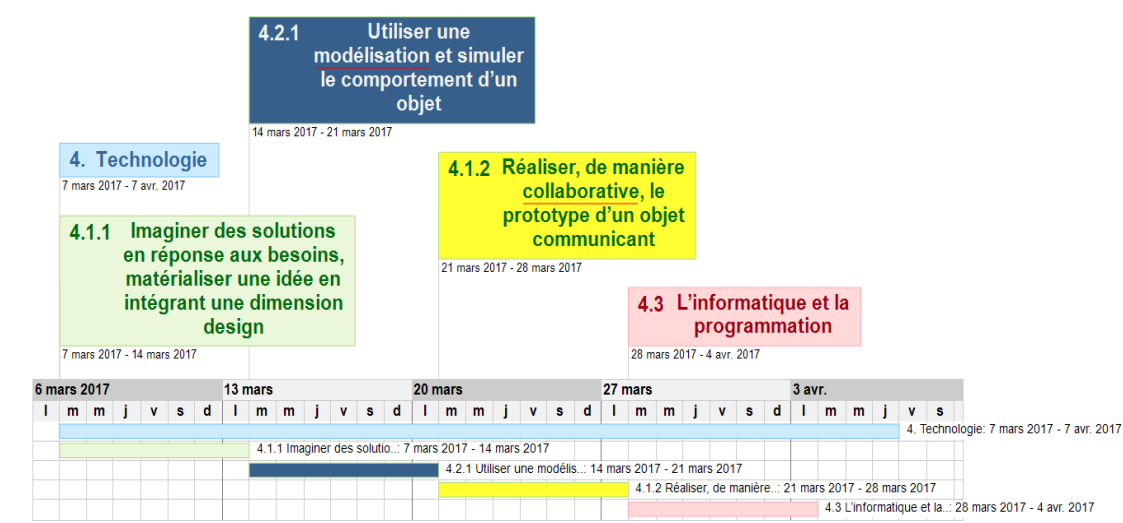 4.2.1 Utiliser une
modélisation et simuler
le comportement d’un
objet
14 mars 2017 - 21 mars 2017
4. Technologie
7 mars 2017 - 7 avr. 2017
4.1.2 Réaliser, de manière
collaborative, le
prototype d’un objet
communicant
21 mars 2017 - 28 mars 2017
4.1.1 Imaginer des solutions
en réponse aux besoins,
matérialiser une idée en
intégrant une dimension
design
7 mars 2017 - 14 mars 2017
4.3 L’informatique et la
programmation
28 mars 2017 - 4 avr. 2017
6 mars 2017 13 mars 20 mars 27 mars 3 avr.
l m m j v s d l m m j v s d l m m j v s d l m m j v s d l m m j v s
4. Technologie: 7 mars 2017 - 7 avr. 2017
4.1.1 Imaginer des solutio..: 7 mars 2017 - 14 mars 2017
4.2.1 Utiliser une modélis..: 14 mars 2017 - 21 mars 2017
4.1.2 Réaliser, de manière..: 21 mars 2017 - 28 mars 2017
4.3 L’informatique et la..: 28 mars 2017 - 4 avr. 2017